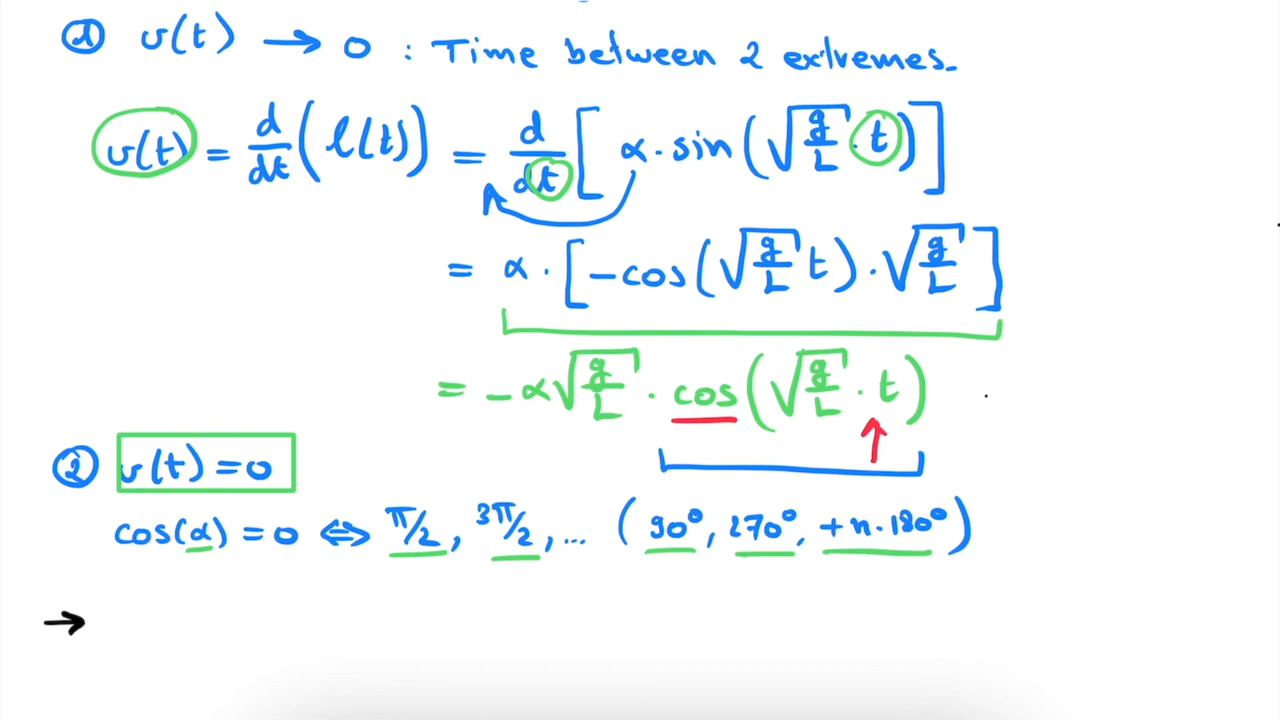 ① v(t) → 0 : Time between 2 extremes.
v(t) = d/dt (l(t)) = d/dt [α · sin(√(g/L) · t)]
= α · [-cos(√(g/L) t) · √(g/L)]
= -α√(g/L) · cos(√(g/L) · t)
② v(t) = 0
cos(α) = 0 ⇔ π/2, 3π/2, ... (90°, 270°, +n·180°)
→